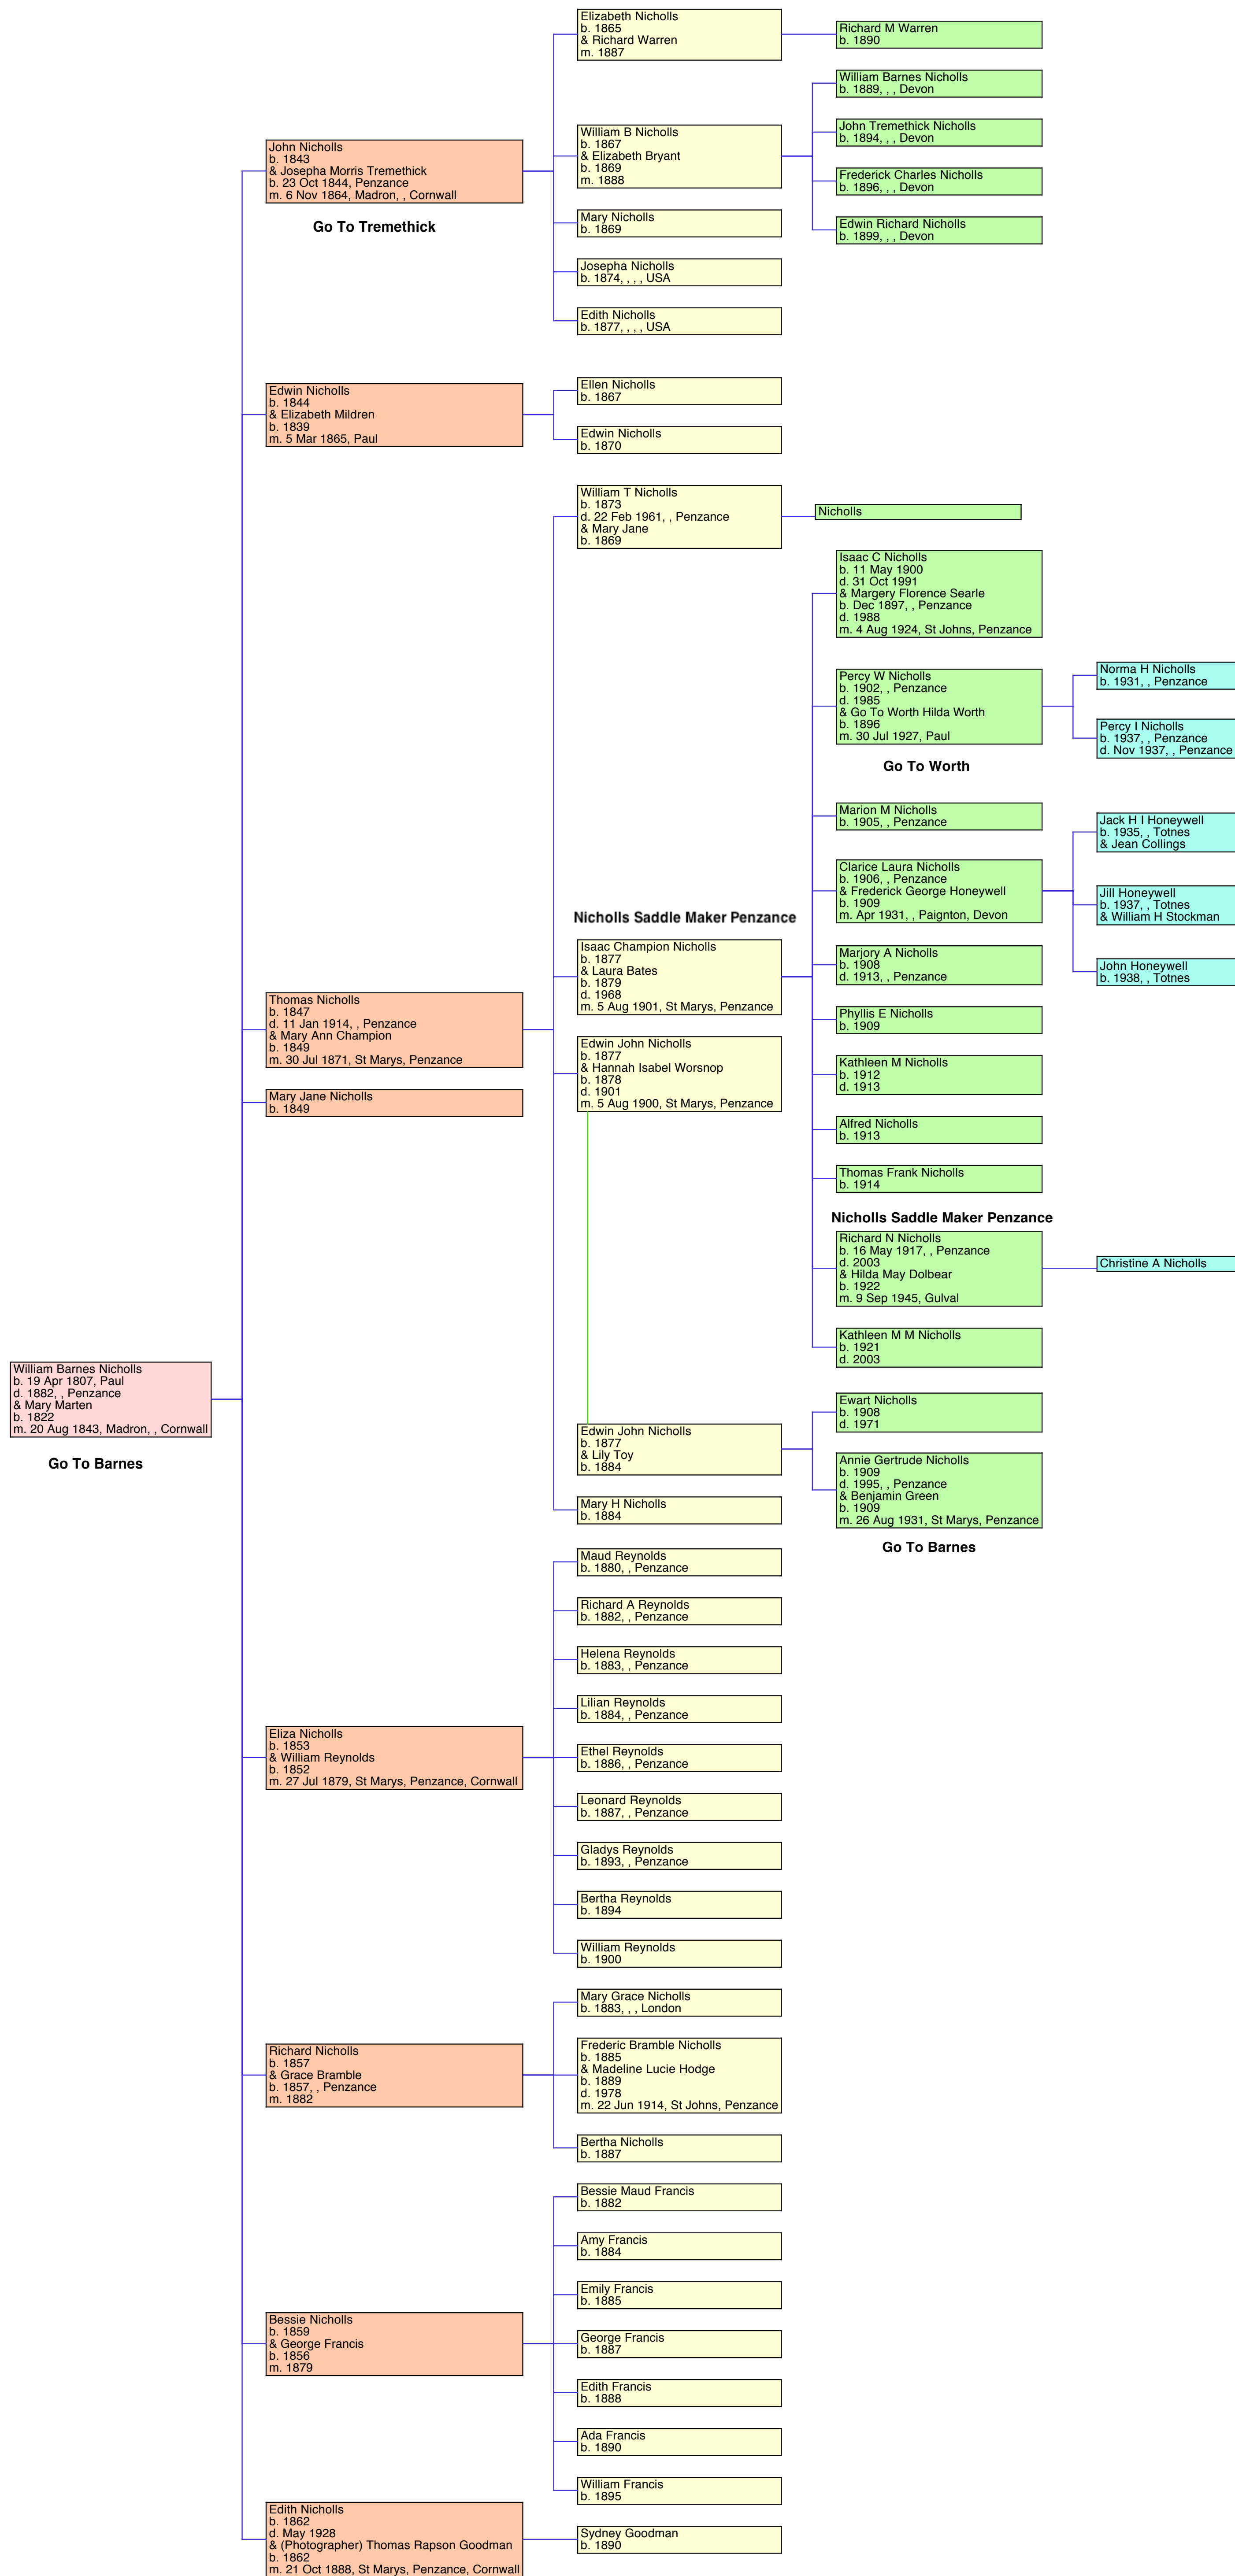 Elizabeth Nicholls
b. 1865
& Richard Warren
m. 1887
Richard M Warren
b. 1890
William Barnes Nicholls
b. 1889, , , Devon
William B Nicholls
b. 1867
& Elizabeth Bryant
b. 1869
m. 1888
John Tremethick Nicholls
b. 1894, , , Devon
John Nicholls
b. 1843
& Josepha Morris Tremethick
b. 23 Oct 1844, Penzance
m. 6 Nov 1864, Madron, , Cornwall
Go To Tremethick
Frederick Charles Nicholls
b. 1896, , , Devon
Mary Nicholls
b. 1869
Edwin Richard Nicholls
b. 1899, , , Devon
Josepha Nicholls
b. 1874, , , , USA
Edith Nicholls
b. 1877, , , , USA
Edwin Nicholls
b. 1844
& Elizabeth Mildren
b. 1839
m. 5 Mar 1865, Paul
Ellen Nicholls
b. 1867
Edwin Nicholls
b. 1870
William T Nicholls
b. 1873
d. 22 Feb 1961, , Penzance
& Mary Jane
b. 1869
Nicholls
Isaac C Nicholls
b. 11 May 1900
d. 31 Oct 1991
& Margery Florence Searle
b. Dec 1897, , Penzance
d. 1988
m. 4 Aug 1924, St Johns, Penzance
Percy W Nicholls
b. 1902, , Penzance
d. 1985
& Go To Worth Hilda Worth
b. 1896
m. 30 Jul 1927, Paul
Go To Worth
Norma H Nicholls
b. 1931, , Penzance
Percy I Nicholls
b. 1937, , Penzance
d. Nov 1937, , Penzance
Marion M Nicholls
b. 1905, , Penzance
Jack H I Honeywell
b. 1935, , Totnes
& Jean Collings
Clarice Laura Nicholls
b. 1906, , Penzance
& Frederick George Honeywell
b. 1909
m. Apr 1931, , Paignton, Devon
Jill Honeywell
b. 1937, , Totnes
& William H Stockman
Nicholls Saddle Maker Penzance
Isaac Champion Nicholls
b. 1877
& Laura Bates
b. 1879
d. 1968
m. 5 Aug 1901, St Marys, Penzance
Marjory A Nicholls
b. 1908
d. 1913, , Penzance
John Honeywell
b. 1938, , Totnes
Thomas Nicholls
b. 1847
d. 11 Jan 1914, , Penzance
& Mary Ann Champion
b. 1849
m. 30 Jul 1871, St Marys, Penzance
Phyllis E Nicholls
b. 1909
Edwin John Nicholls
b. 1877
& Hannah Isabel Worsnop
b. 1878
d. 1901
m. 5 Aug 1900, St Marys, Penzance
Kathleen M Nicholls
b. 1912
d. 1913
Mary Jane Nicholls
b. 1849
Alfred Nicholls
b. 1913
Thomas Frank Nicholls
b. 1914
Nicholls Saddle Maker Penzance
Richard N Nicholls
b. 16 May 1917, , Penzance
d. 2003
& Hilda May Dolbear
b. 1922
m. 9 Sep 1945, Gulval
Christine A Nicholls
Kathleen M M Nicholls
b. 1921
d. 2003
William Barnes Nicholls
b. 19 Apr 1807, Paul
d. 1882, , Penzance
& Mary Marten
b. 1822
m. 20 Aug 1843, Madron, , Cornwall
Go To Barnes
Ewart Nicholls
b. 1908
d. 1971
Edwin John Nicholls
b. 1877
& Lily Toy
b. 1884
Annie Gertrude Nicholls
b. 1909
d. 1995, , Penzance
& Benjamin Green
b. 1909
m. 26 Aug 1931, St Marys, Penzance
Go To Barnes
Mary H Nicholls
b. 1884
Maud Reynolds
b. 1880, , Penzance
Richard A Reynolds
b. 1882, , Penzance
Helena Reynolds
b. 1883, , Penzance
Lilian Reynolds
b. 1884, , Penzance
Eliza Nicholls
b. 1853
& William Reynolds
b. 1852
m. 27 Jul 1879, St Marys, Penzance, Cornwall
Ethel Reynolds
b. 1886, , Penzance
Leonard Reynolds
b. 1887, , Penzance
Gladys Reynolds
b. 1893, , Penzance
Bertha Reynolds
b. 1894
William Reynolds
b. 1900
Mary Grace Nicholls
b. 1883, , , London
Richard Nicholls
b. 1857
& Grace Bramble
b. 1857, , Penzance
m. 1882
Frederic Bramble Nicholls
b. 1885
& Madeline Lucie Hodge
b. 1889
d. 1978
m. 22 Jun 1914, St Johns, Penzance
Bertha Nicholls
b. 1887
Bessie Maud Francis
b. 1882
Amy Francis
b. 1884
Emily Francis
b. 1885
Bessie Nicholls
b. 1859
& George Francis
b. 1856
m. 1879
George Francis
b. 1887
Edith Francis
b. 1888
Ada Francis
b. 1890
William Francis
b. 1895
Edith Nicholls
b. 1862
d. May 1928
& (Photographer) Thomas Rapson Goodman
b. 1862
m. 21 Oct 1888, St Marys, Penzance, Cornwall
Sydney Goodman
b. 1890